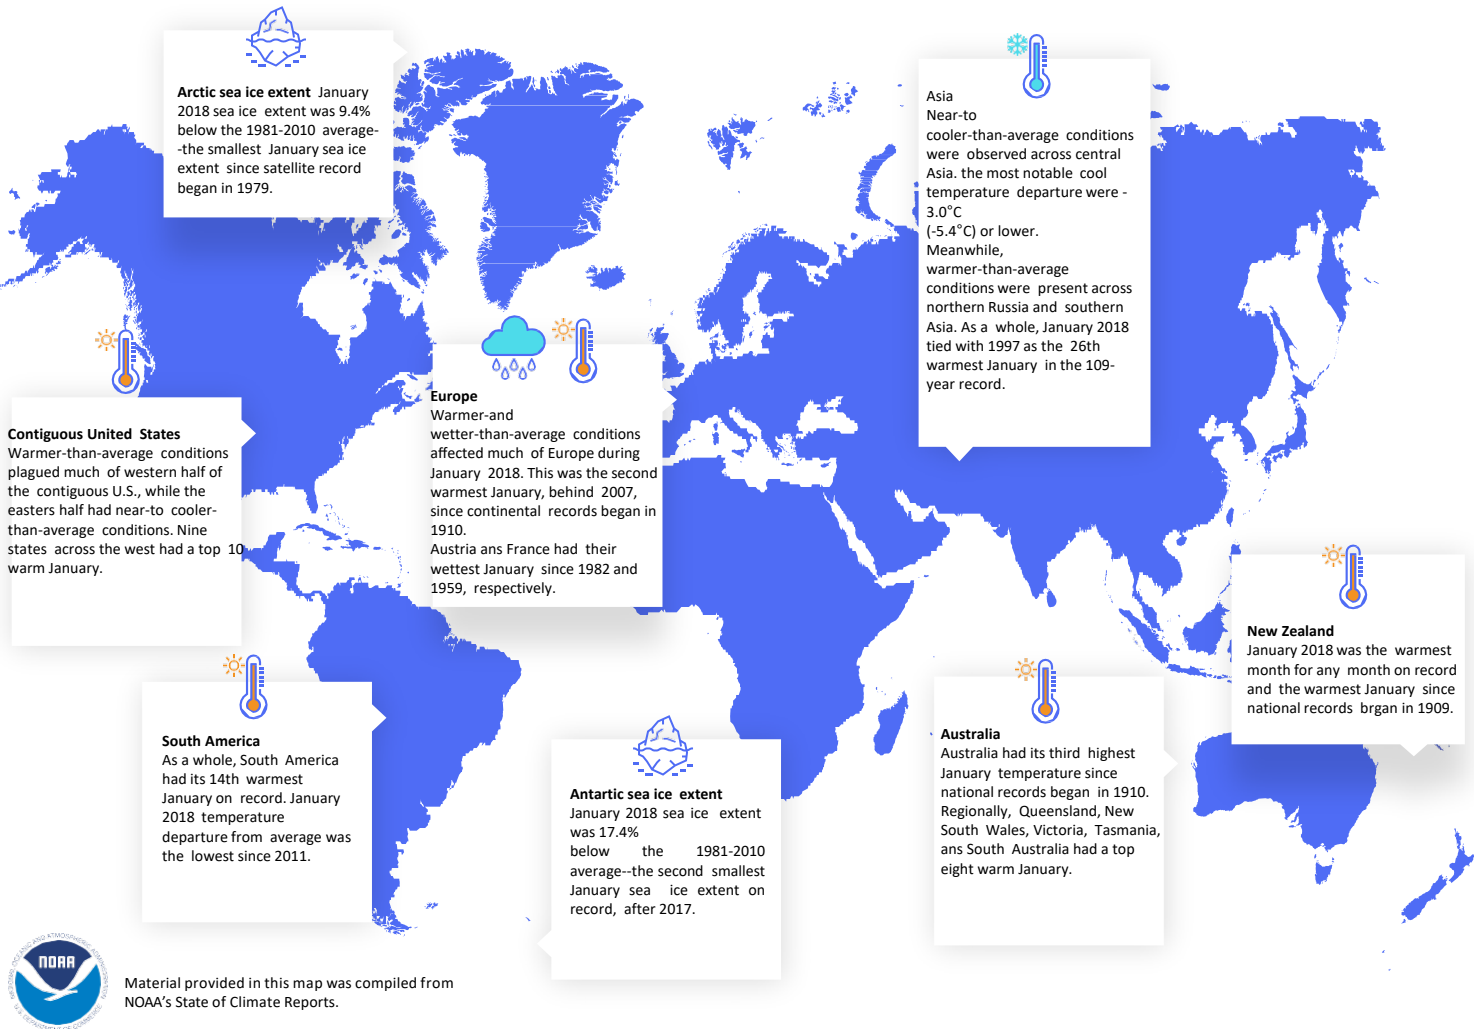 Arctic sea ice extent January
2018 sea ice extent was 9.4%
below the 1981-2010 average-
-the smallest January sea ice
extent since satellite record
began in 1979.
Asia
Near-to
cooler-than-average conditions
were observed across central
Asia. the most notable cool
temperature departure were -
3.0°C
(-5.4°C) or lower.
Meanwhile,
warmer-than-average
conditions were present across
northern Russia and southern
Asia. As a whole, January 2018
tied with 1997 as the 26th
warmest January in the 109-
year record.
Europe
Warmer-and
wetter-than-average conditions
affected much of Europe during
January 2018. This was the second
warmest January, behind 2007,
since continental records began in
1910.
Austria ans France had their
wettest January since 1982 and
1959, respectively.
Contiguous United States
Warmer-than-average conditions
plagued much of western half of
the contiguous U.S., while the
easters half had near-to cooler-
than-average conditions. Nine
states across the west had a top 10
warm January.
New Zealand
January 2018 was the warmest
month for any month on record
and the warmest January since
national records brgan in 1909.
South America
As a whole, South America
had its 14th warmest
January on record. January
2018 temperature
departure from average was
the lowest since 2011.
Antartic sea ice extent
January 2018 sea ice extent
was 17.4%
below the 1981-2010
average--the second smallest
January sea ice extent on
record, after 2017.
Australia
Australia had its third highest
January temperature since
national records began in 1910.
Regionally, Queensland, New
South Wales, Victoria, Tasmania,
ans South Australia had a top
eight warm January.
NATIONAL OCEANIC AND ATMOSPHERIC ADMINISTRATION
NOAA
U.S. DEPARTMENT OF COMMERCE
Material provided in this map was compiled from
NOAA's State of Climate Reports.